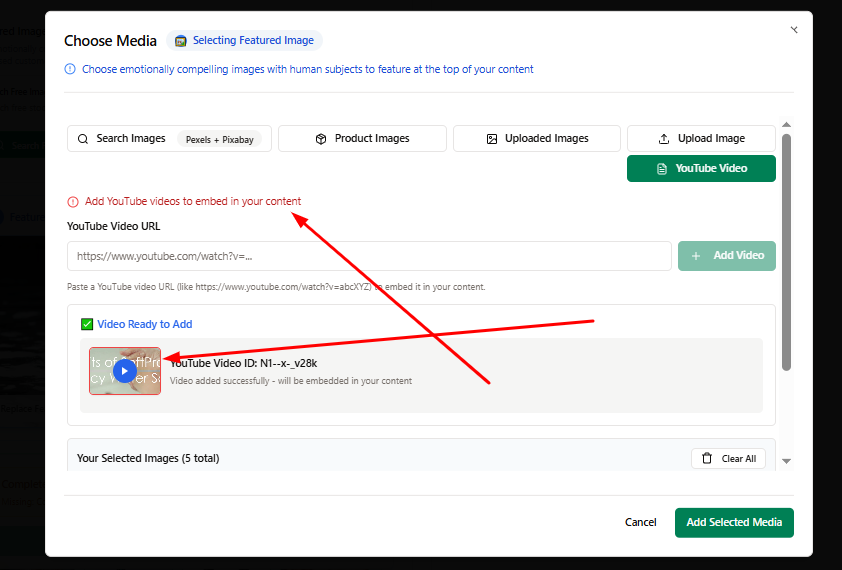 Choose Media
Selecting Featured Image
Choose emotionally compelling images with human subjects to feature at the top of your content
Search Images
Pexels + Pixabay
Product Images
Uploaded Images
Upload Image
YouTube Video
Add YouTube videos to embed in your content
YouTube Video URL
https://www.youtube.com/watch?v=...
Add Video
Paste a YouTube video URL (like https://www.youtube.com/watch?v=abcXYZ) to embed it in your content.
Video Ready to Add
YouTube Video ID: N1--x-_v28k
Video added successfully - will be embedded in your content
Your Selected Images (5 total)
Clear All
Cancel
Add Selected Media